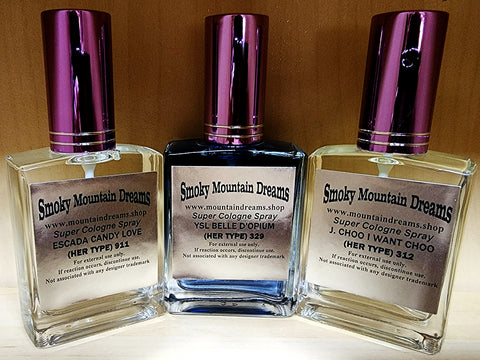 Smoky Mountain Dreams
www.mountaindreams.shop
Super Cologne Spray
ESCADA CANDY LOVE
(HER TYPE) 911
For external use only.
If reaction occurs, discontinue use.
Not associated with any designer trademark
Smoky Mountain Dreams
www.mountaindreams.shop
Super Cologne Spray
YSL BELLE D'OPIUM
(HER TYPE) 329
For external use only.
If reaction occurs, discontinue use.
Not associated with any designer trademark
Smoky Mountain Dreams
www.mountaindreams.shop
Super Cologne Spray
J. CHOO I WANT CHOO
(HER TYPE) 312
For external use only.
If reaction occurs, discontinue use.
Not associated with any designer trademark